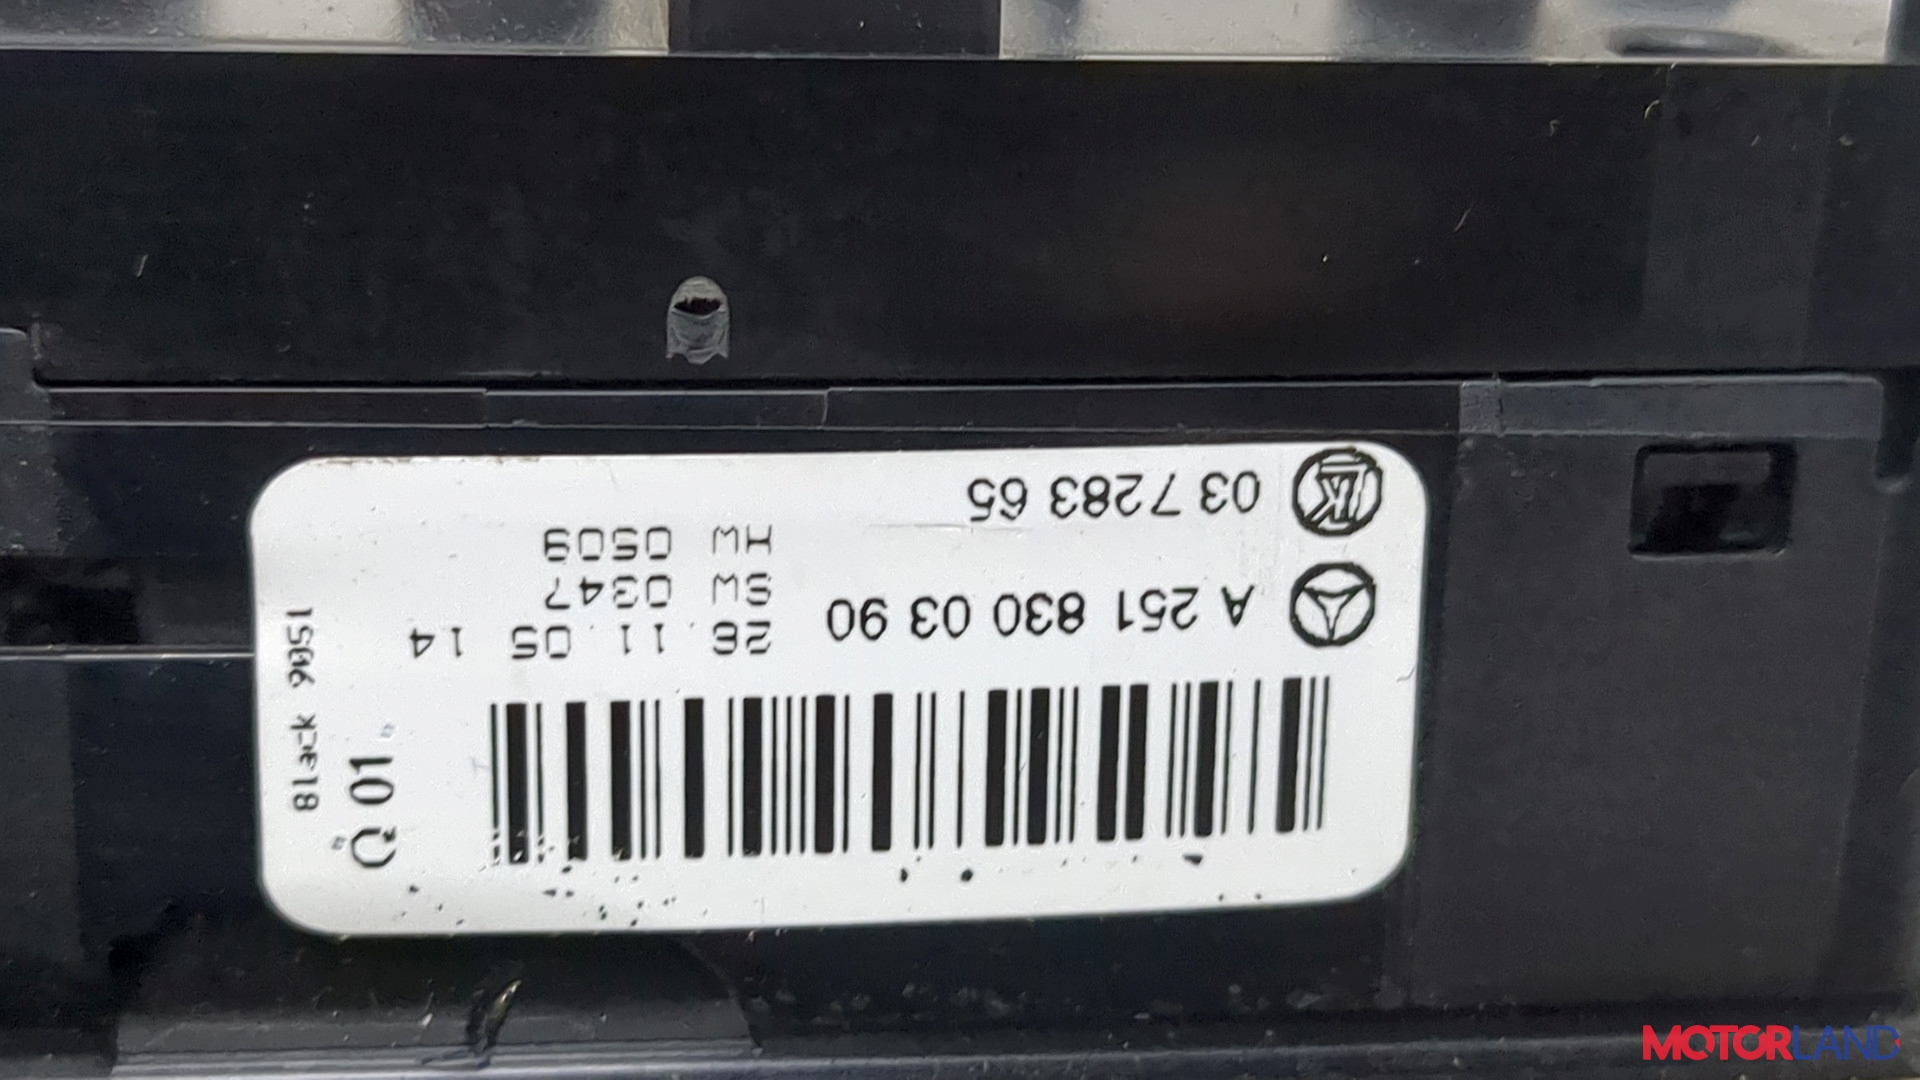 A 251 830 03 90
26.11.05 14
SW 0347
HW 0509
03 7283 65
Q 01
Black 9051
MOTORLAND